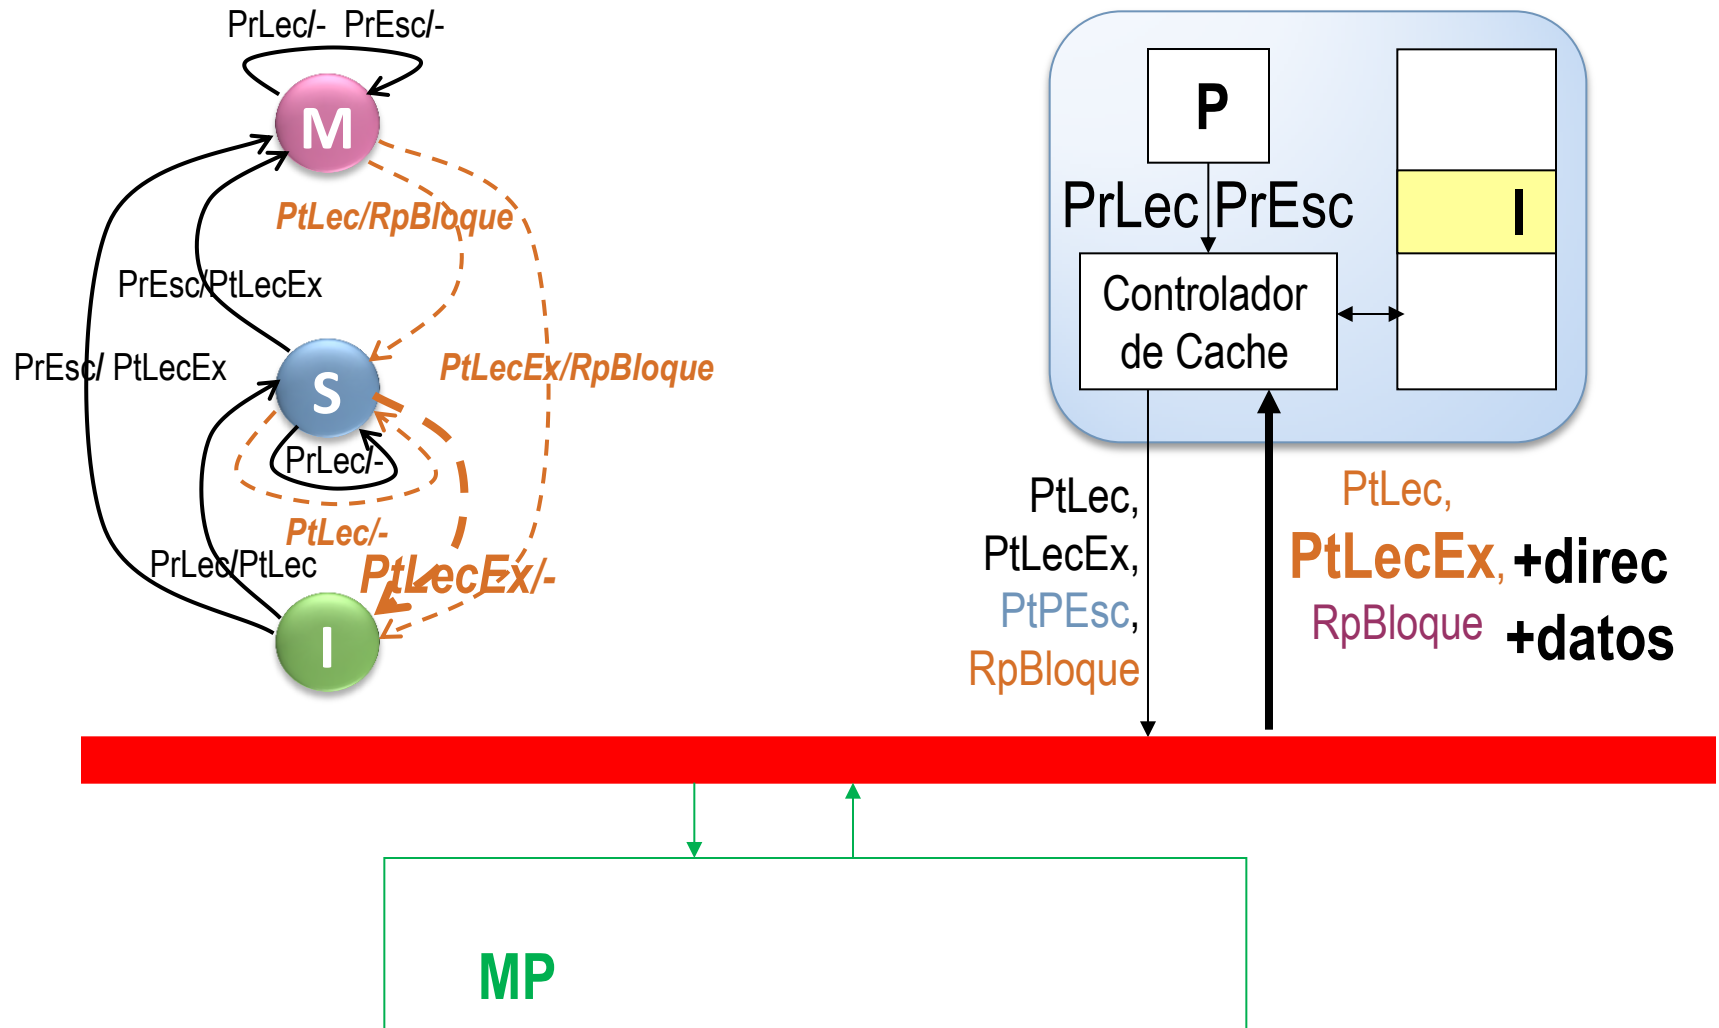 PrLec/-  PrEsc/-
M
PtLec/RpBloque
PrEsc/PtLecEx
PrEsc/ PtLecEx
PtLecEx/RpBloque
S
PrLec/-
PtLec/-
PrLec/PtLec
PtLecEx/-
I
P
PrLec PrEsc
I
Controlador
de Cache
PtLec,
PtLecEx,
PtPEsc,
RpBloque
PtLec,
PtLecEx, +direc
RpBloque +datos
MP